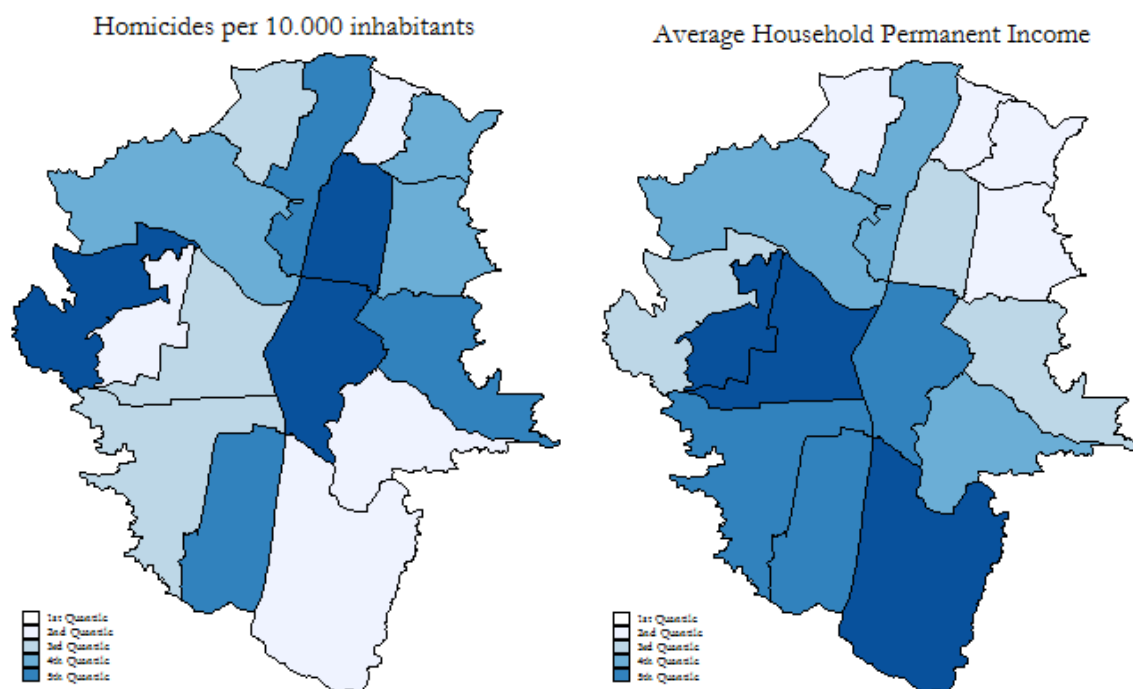 Homicides per 10.000 inhabitants
Average Household Permanent Income
1st Quantile
2nd Quantile
3rd Quantile
4th Quantile
5th Quantile
1st Quantile
2nd Quantile
3rd Quantile
4th Quantile
5th Quantile